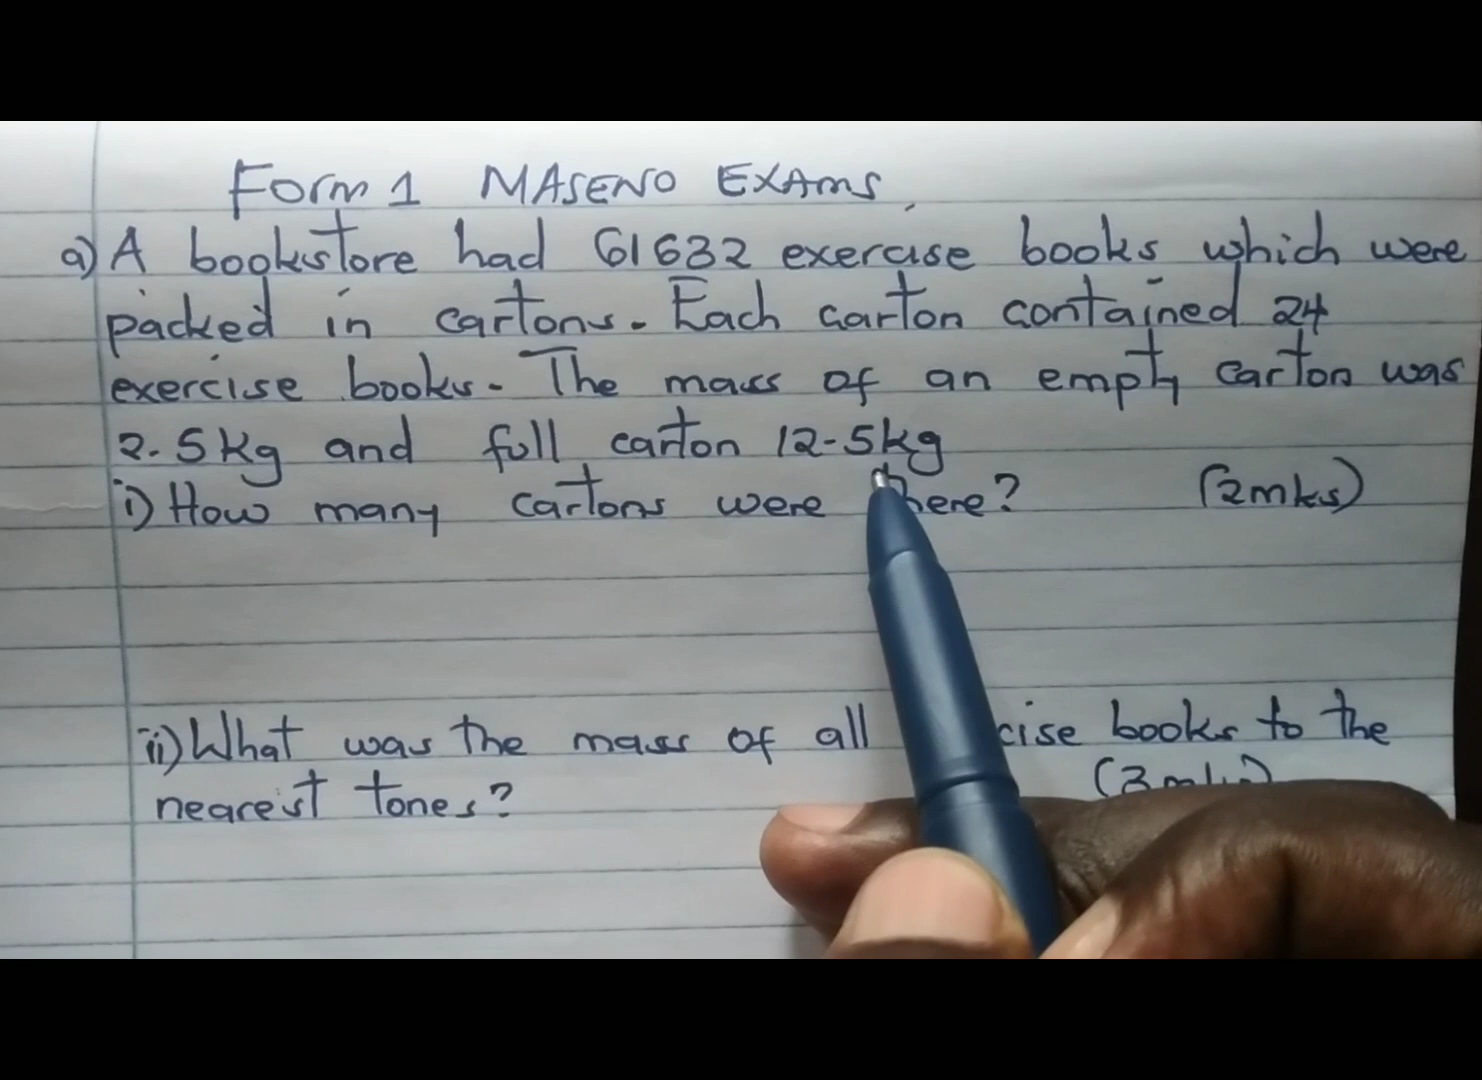 Form 1 MASENO EXAMS
a) A bookstore had 61632 exercise books which were
packed in cartons. Each carton contained 24
exercise books. The mass of an empty carton was
2.5kg and full carton 12.5kg
i) How many cartons were there? (2mks)
ii) What was the mass of all books to the
nearest tones?